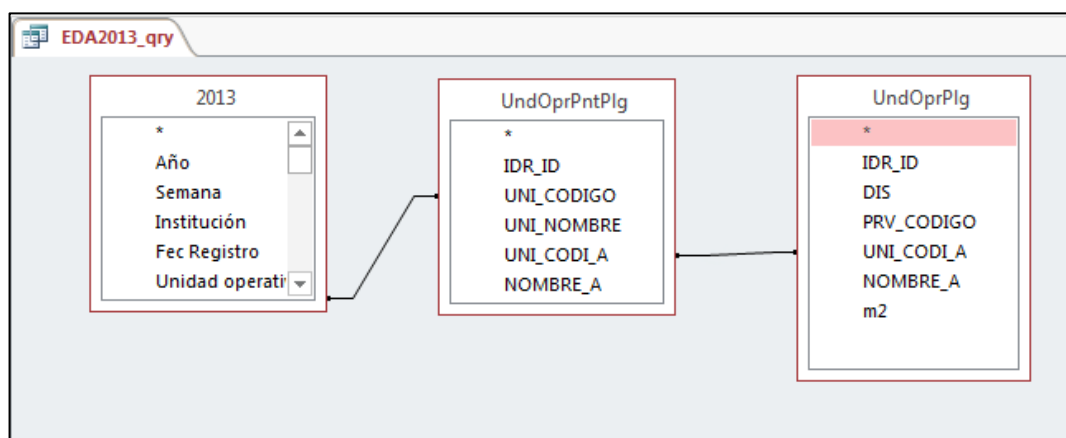 EDA2013_qry
2013
*
Año
Semana
Institución
Fec Registro
Unidad operati
UndOprPntPlg
*
IDR_ID
UNI_CODIGO
UNI_NOMBRE
UNI_CODI_A
NOMBRE_A
UndOprPlg
*
IDR_ID
DIS
PRV_CODIGO
UNI_CODI_A
NOMBRE_A
m2